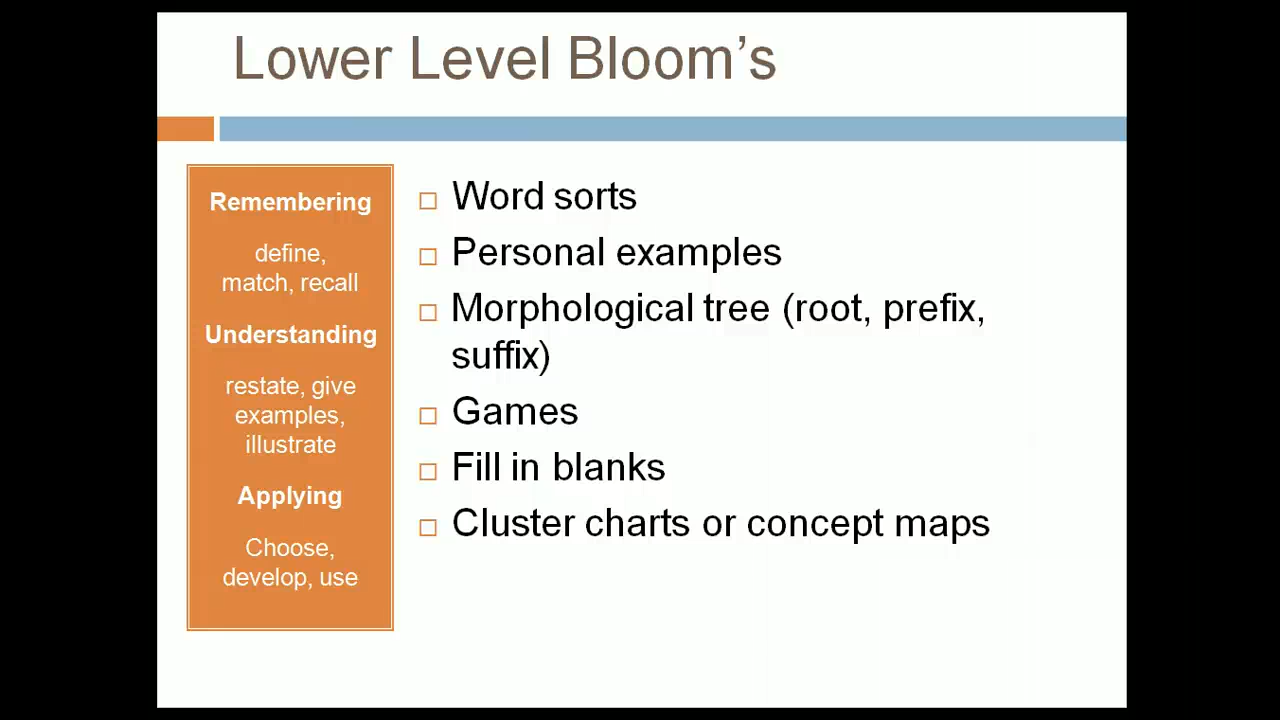 Lower Level Bloom's
Remembering
define,
match, recall
Understanding
restate, give
examples,
illustrate
Applying
Choose,
develop, use
Word sorts
Personal examples
Morphological tree (root, prefix,
suffix)
Games
Fill in blanks
Cluster charts or concept maps